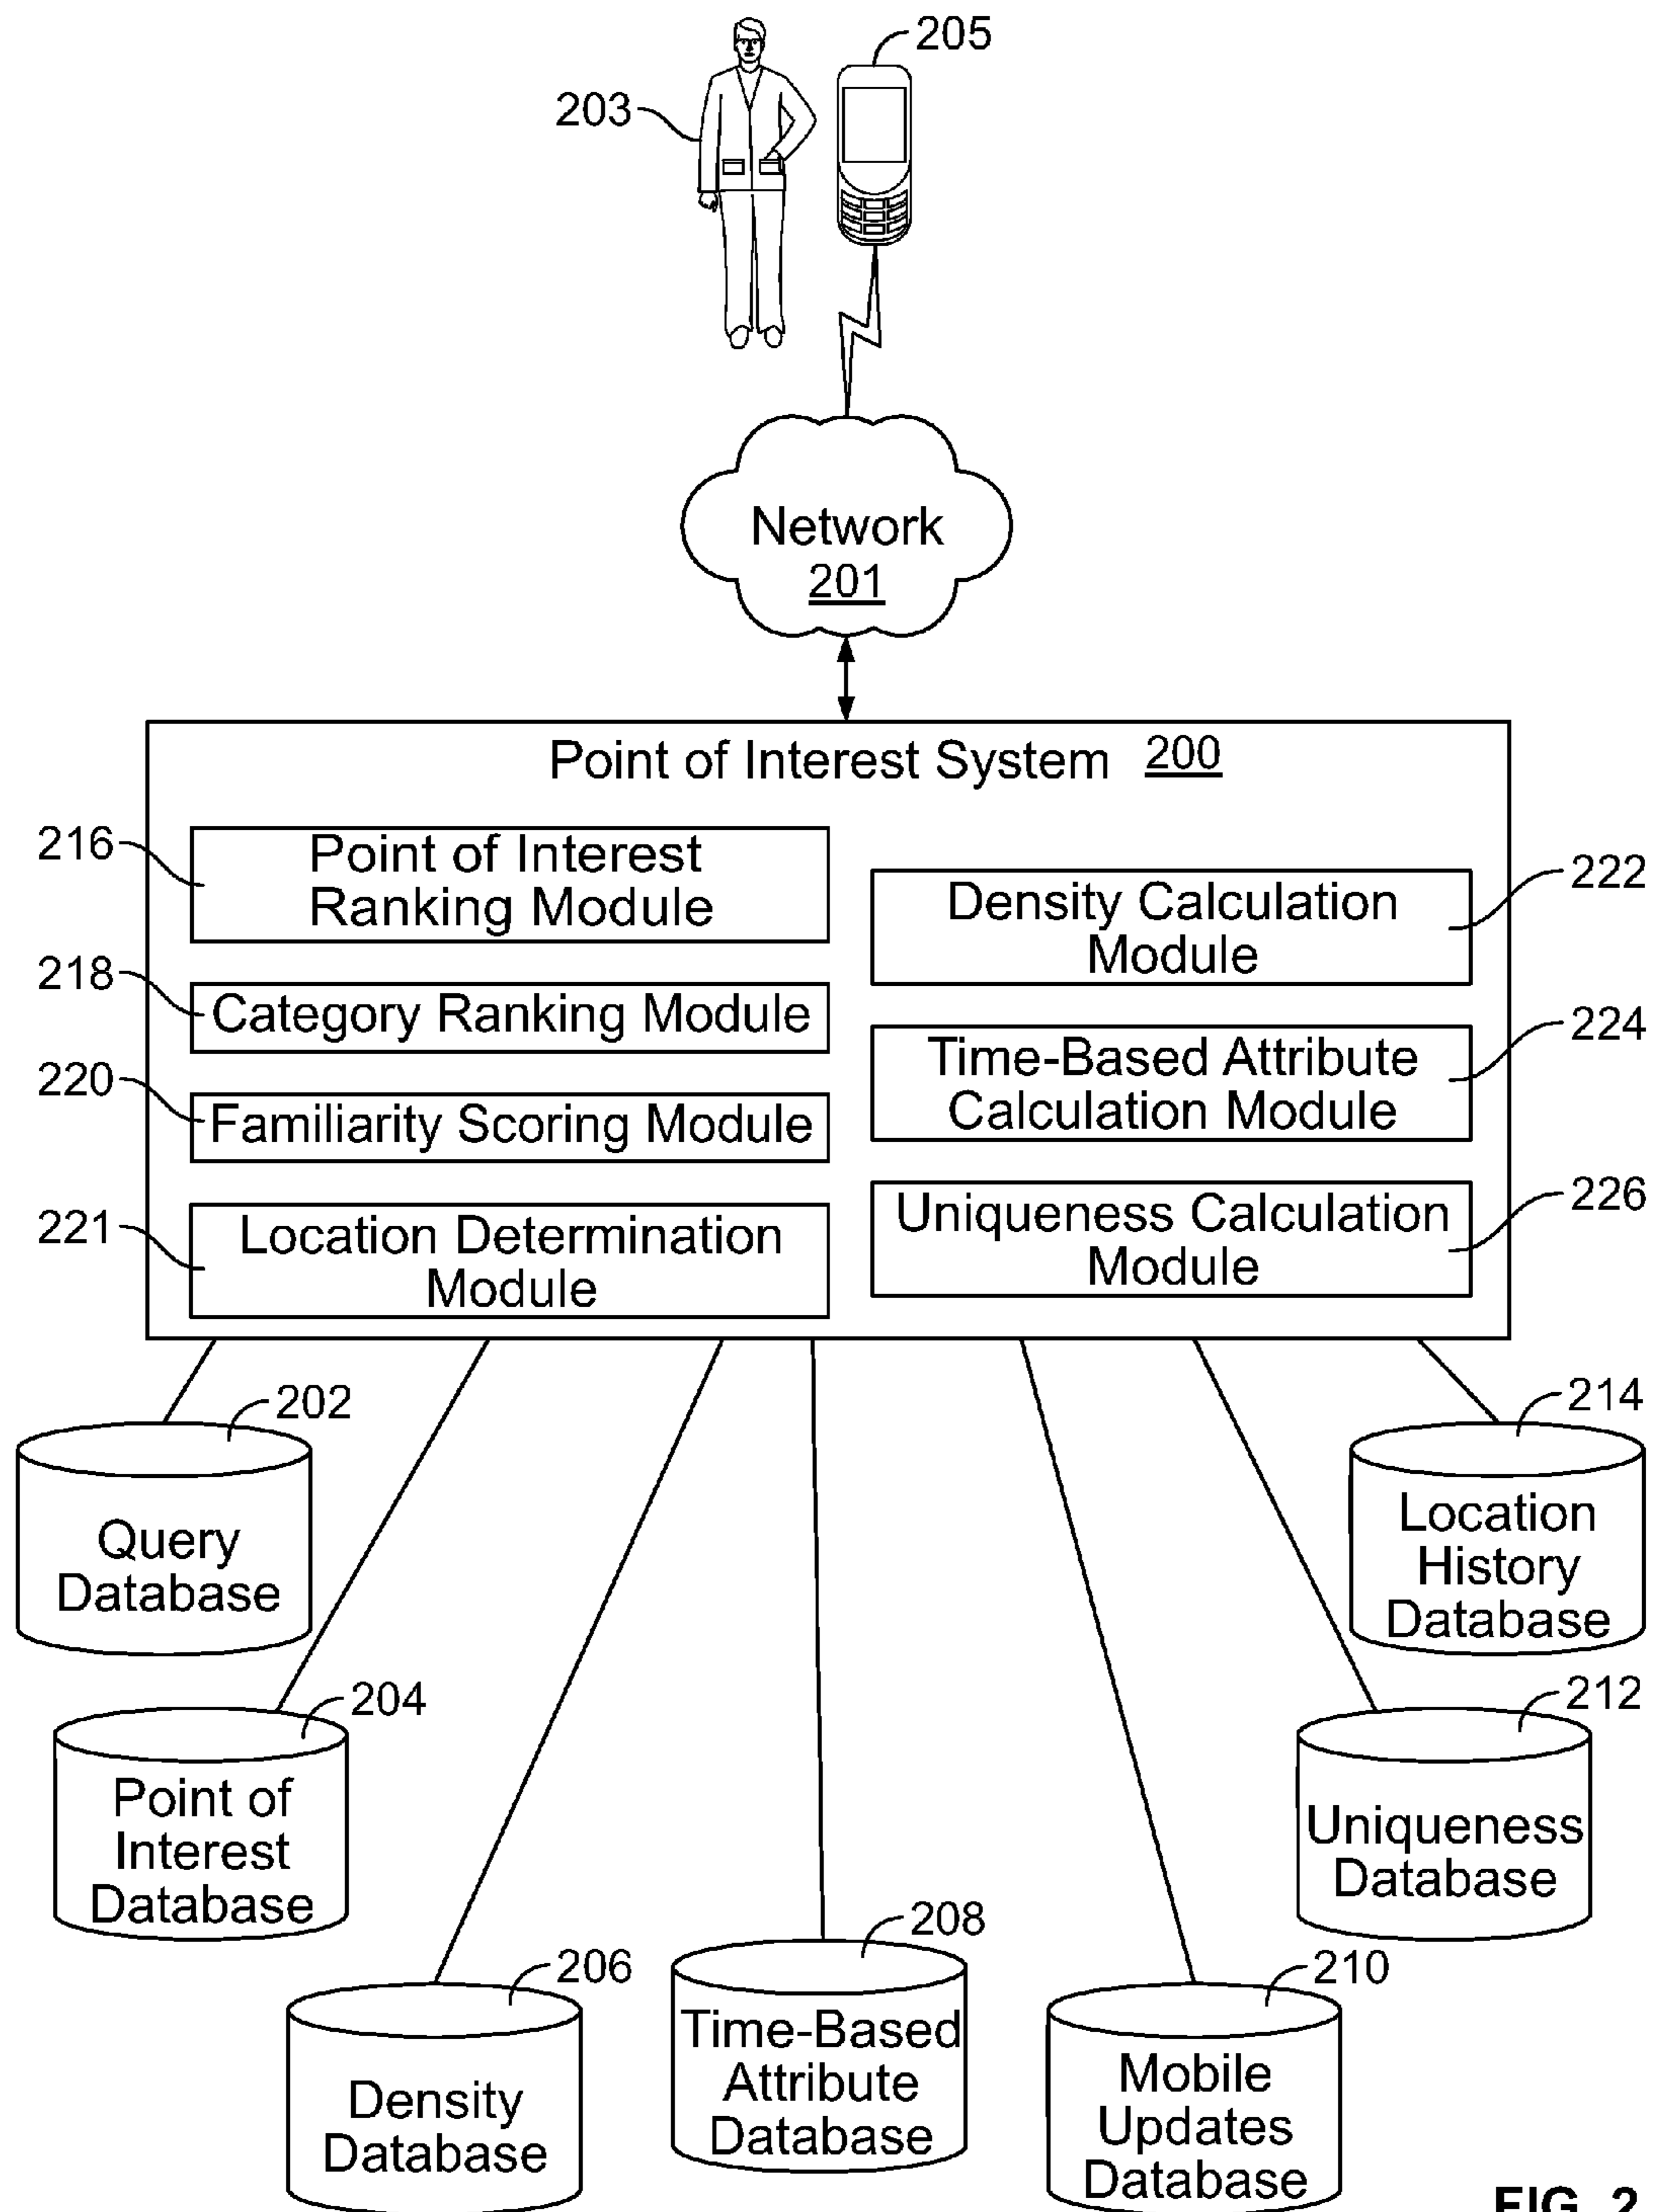 205
203
Network
201
Point of Interest System 200
216
Point of Interest
Ranking Module
222
Density Calculation
Module
218
Category Ranking Module
224
Time-Based Attribute
Calculation Module
220
Familiarity Scoring Module
226
Uniqueness Calculation
Module
221
Location Determination
Module
202
Query
Database
214
Location
History
Database
204
Point of
Interest
Database
212
Uniqueness
Database
206
Density
Database
208
Time-Based
Attribute
Database
210
Mobile
Updates
Database
FIG. 2